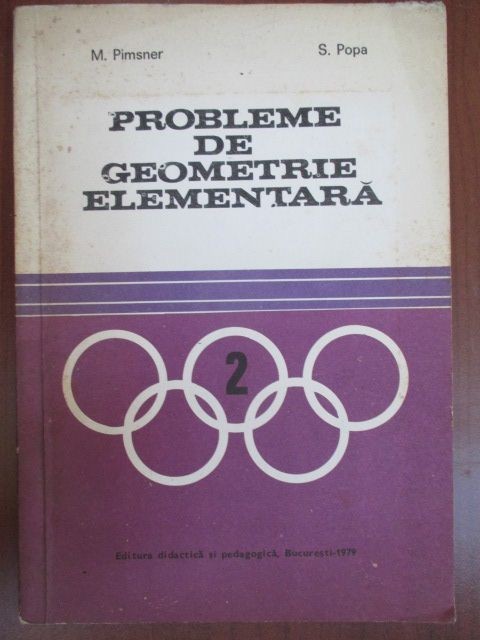 M. Pimsner S. Popa
PROBLEME
DE
GEOMETRIE
ELEMENTARĂ
2
Editura didactică și pedagogică, București-1979